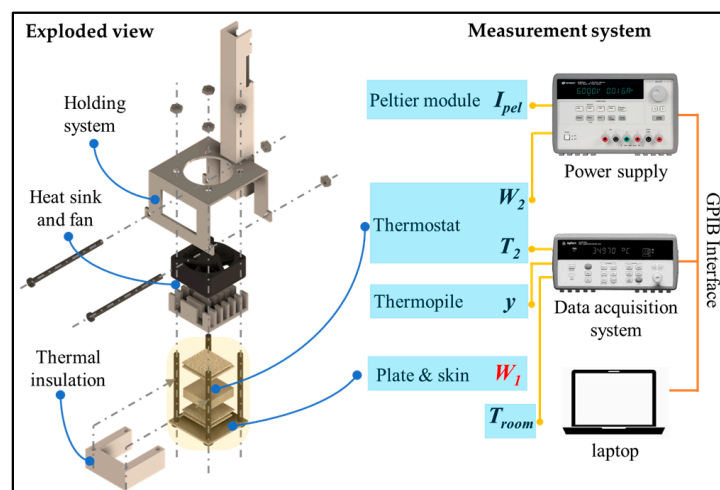 Exploded view
Measurement system
Holding
system
Heat sink
and fan
Thermal
insulation
Peltier module I_pel
Power supply
Thermostat W_2
T_2
Thermopile y
Data acquisition
system
Plate & skin W_1
T_room
laptop
GPIB Interface